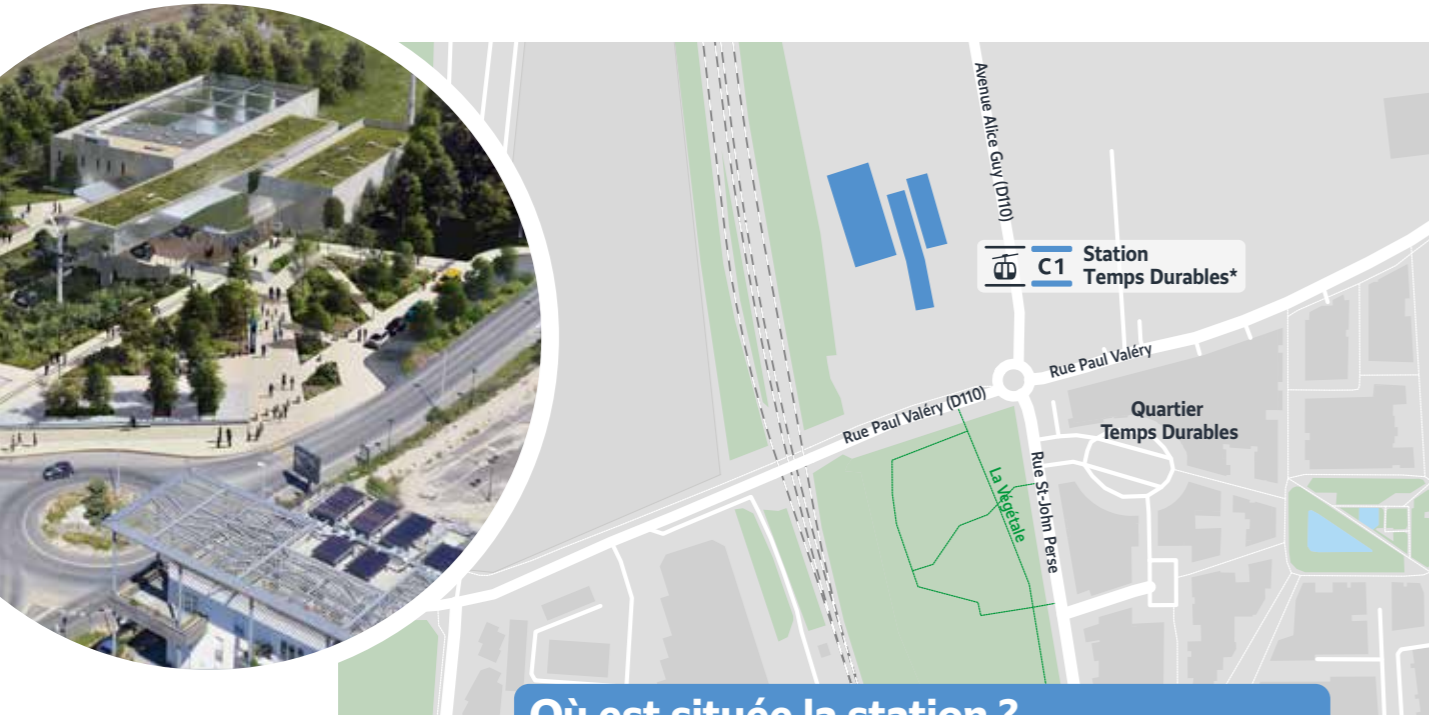 Avenue Alice Guy (D110)
C1
Station
Temps Durables*
Rue Paul Valéry
Rue Paul Valéry (D110)
Quartier
Temps Durables
La Végétale
Rue St-John Perse
Où est située la station ?